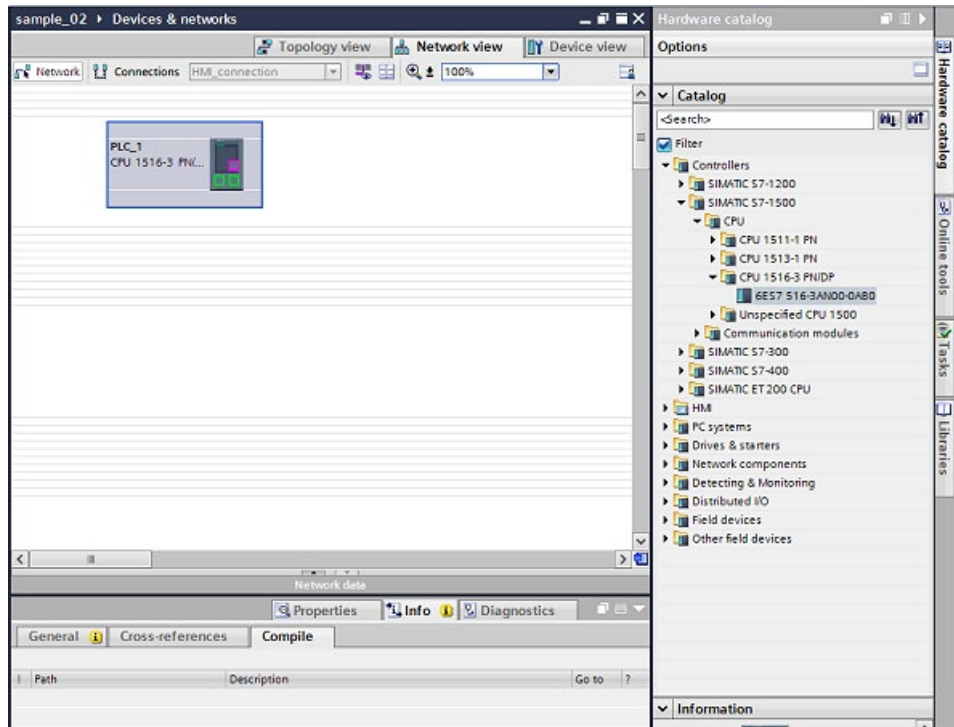 sample_02 ▸ Devices & networks
Topology view
Network view
Device view
Network
Connections
HMI_connection
100%
PLC_1
CPU 1516-3 PN/...
Network data
Properties
Info
Diagnostics
General
Cross-references
Compile
! Path Description Go to ?
Hardware catalog
Options
Catalog
<Search>
Filter
Controllers
SIMATIC S7-1200
SIMATIC S7-1500
CPU
CPU 1511-1 PN
CPU 1513-1 PN
CPU 1516-3 PN/DP
6ES7 516-3AN00-0AB0
Unspecified CPU 1500
Communication modules
SIMATIC S7-300
SIMATIC S7-400
SIMATIC ET 200 CPU
HMI
PC systems
Drives & starters
Network components
Detecting & Monitoring
Distributed I/O
Field devices
Other field devices
Information
Hardware catalog
Online tools
Tasks
Libraries